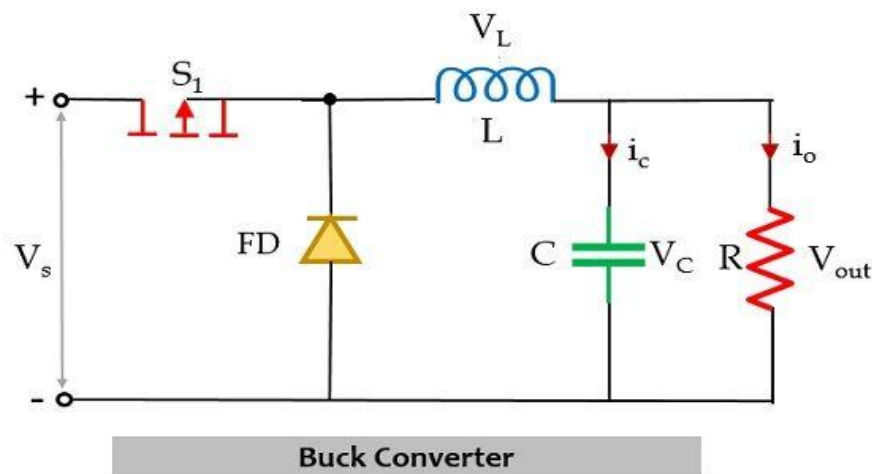 V_L
S_1
+
L
i_c
i_o
V_s
FD
C
V_C
R
V_out
-
Buck Converter